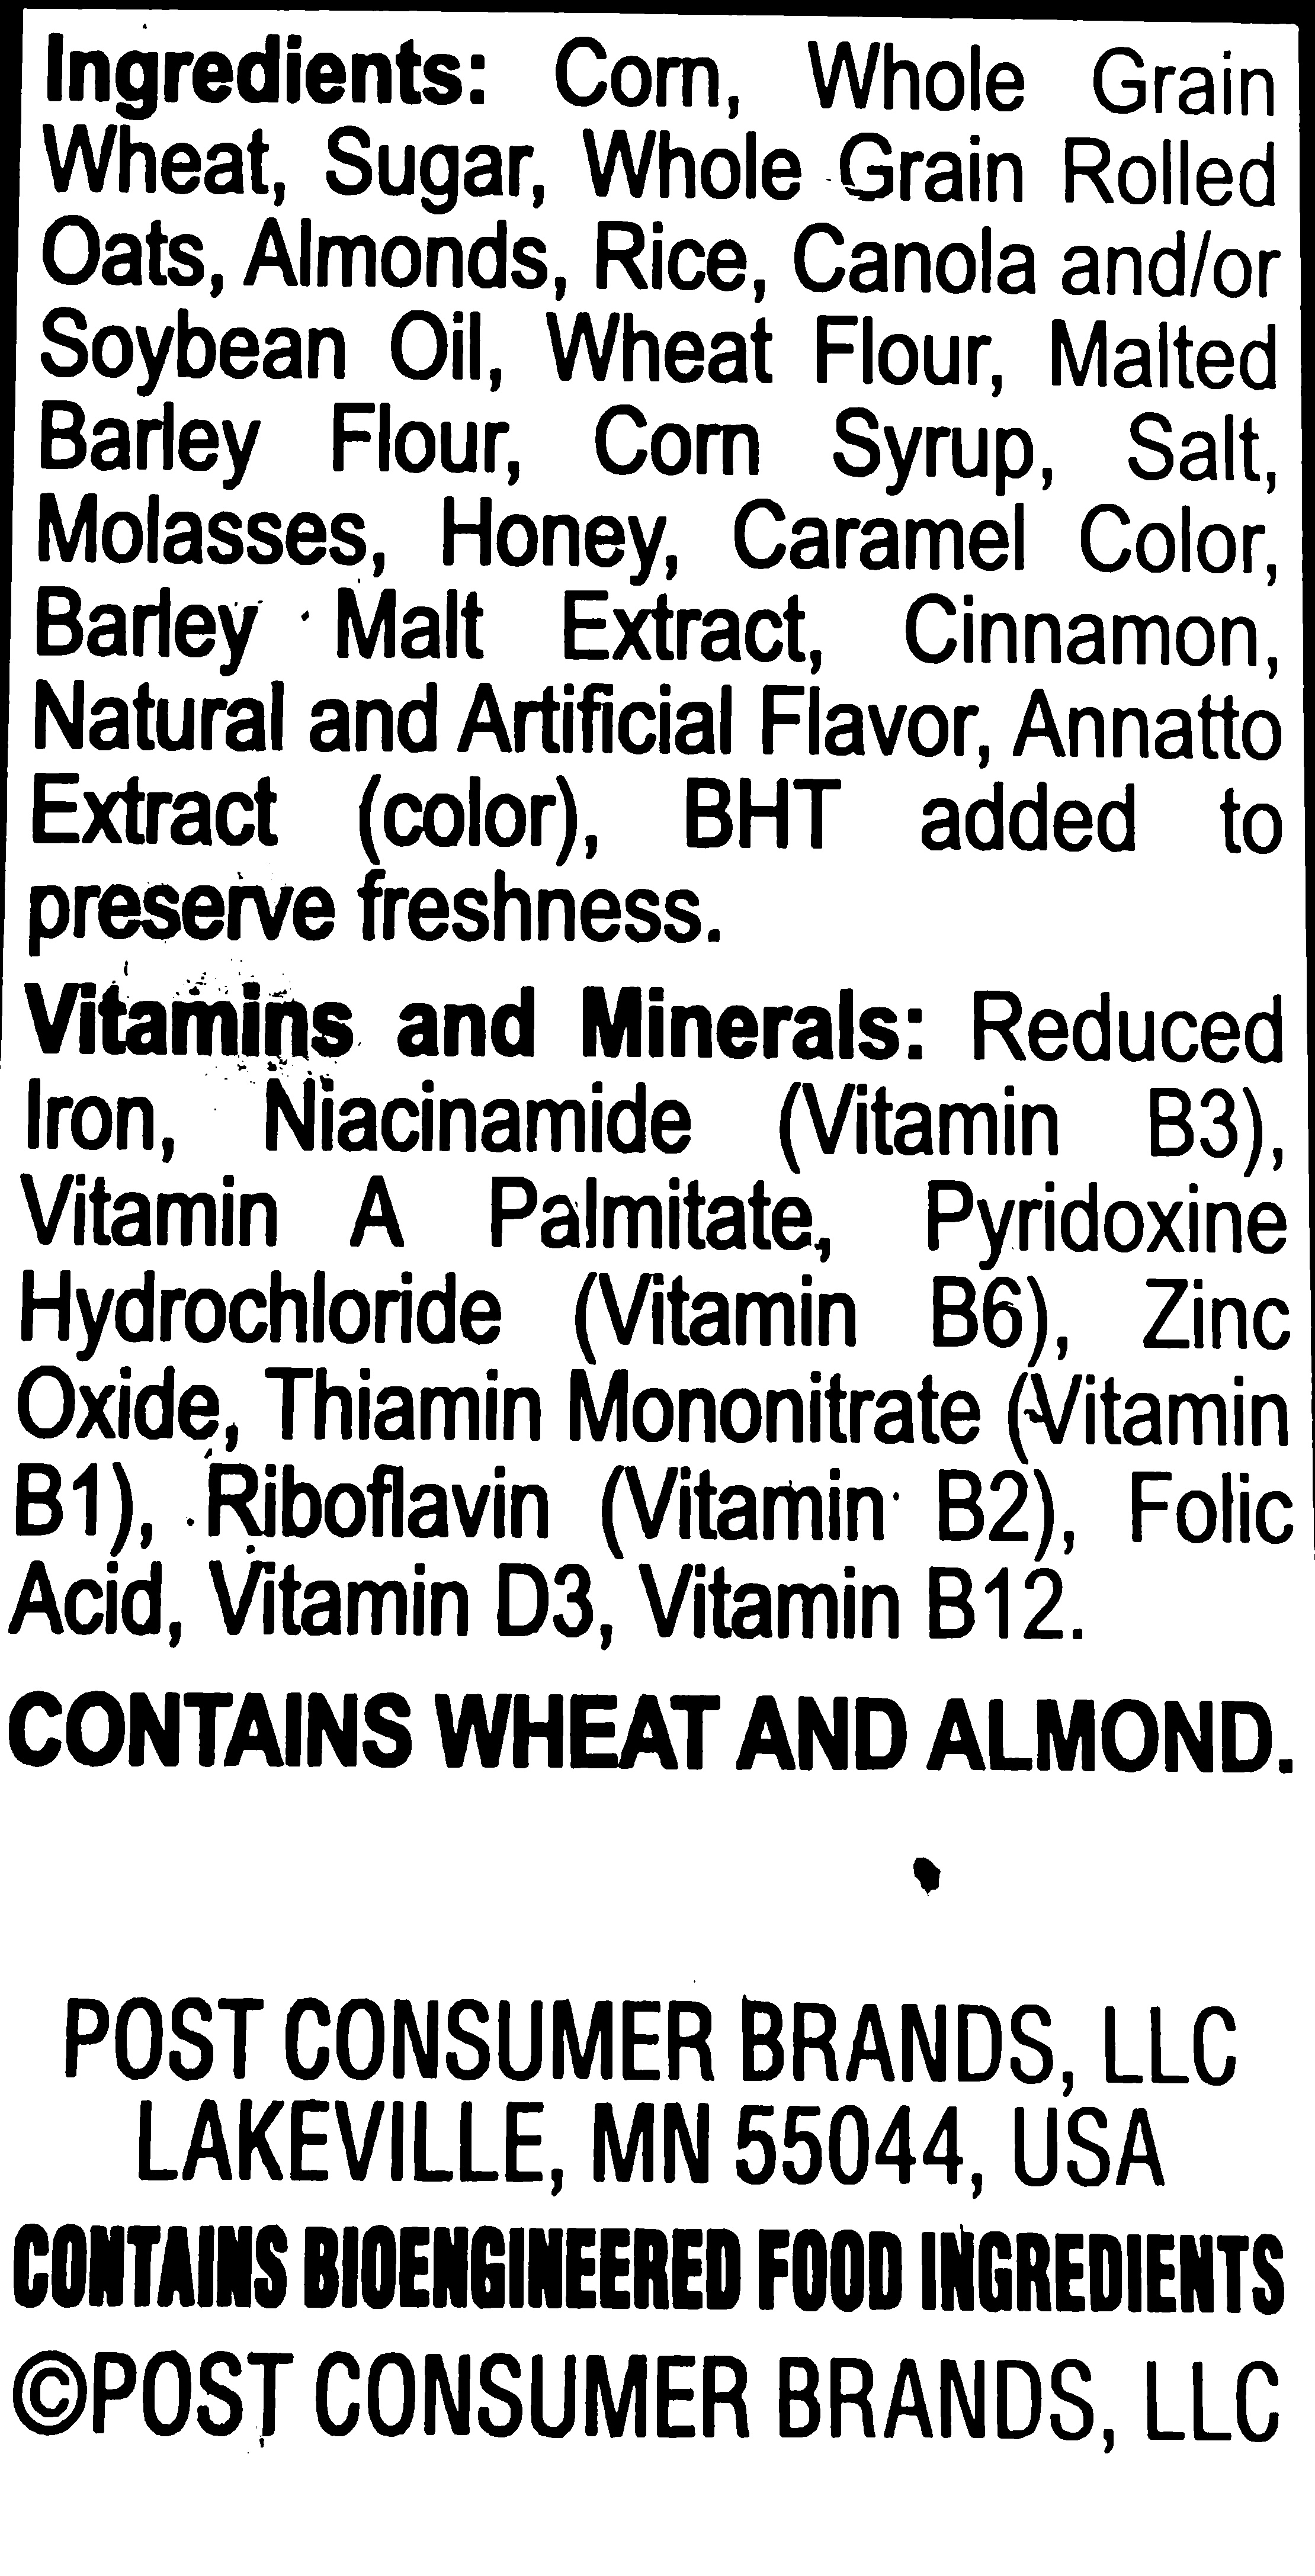 Ingredients: Corn, Whole Grain
Wheat, Sugar, Whole Grain Rolled
Oats, Almonds, Rice, Canola and/or
Soybean Oil, Wheat Flour, Malted
Barley Flour, Corn Syrup, Salt,
Molasses, Honey, Caramel Color,
Barley Malt Extract, Cinnamon,
Natural and Artificial Flavor, Annatto
Extract (color), BHT added to
preserve freshness.
Vitamins and Minerals: Reduced
Iron, Niacinamide (Vitamin B3),
Vitamin A Palmitate, Pyridoxine
Hydrochloride (Vitamin B6), Zinc
Oxide, Thiamin Mononitrate (Vitamin
B1), Riboflavin (Vitamin B2), Folic
Acid, Vitamin D3, Vitamin B12.
CONTAINS WHEAT AND ALMOND.
POST CONSUMER BRANDS, LLC
LAKEVILLE, MN 55044, USA
CONTAINS BIOENGINEERED FOOD INGREDIENTS
©POST CONSUMER BRANDS, LLC